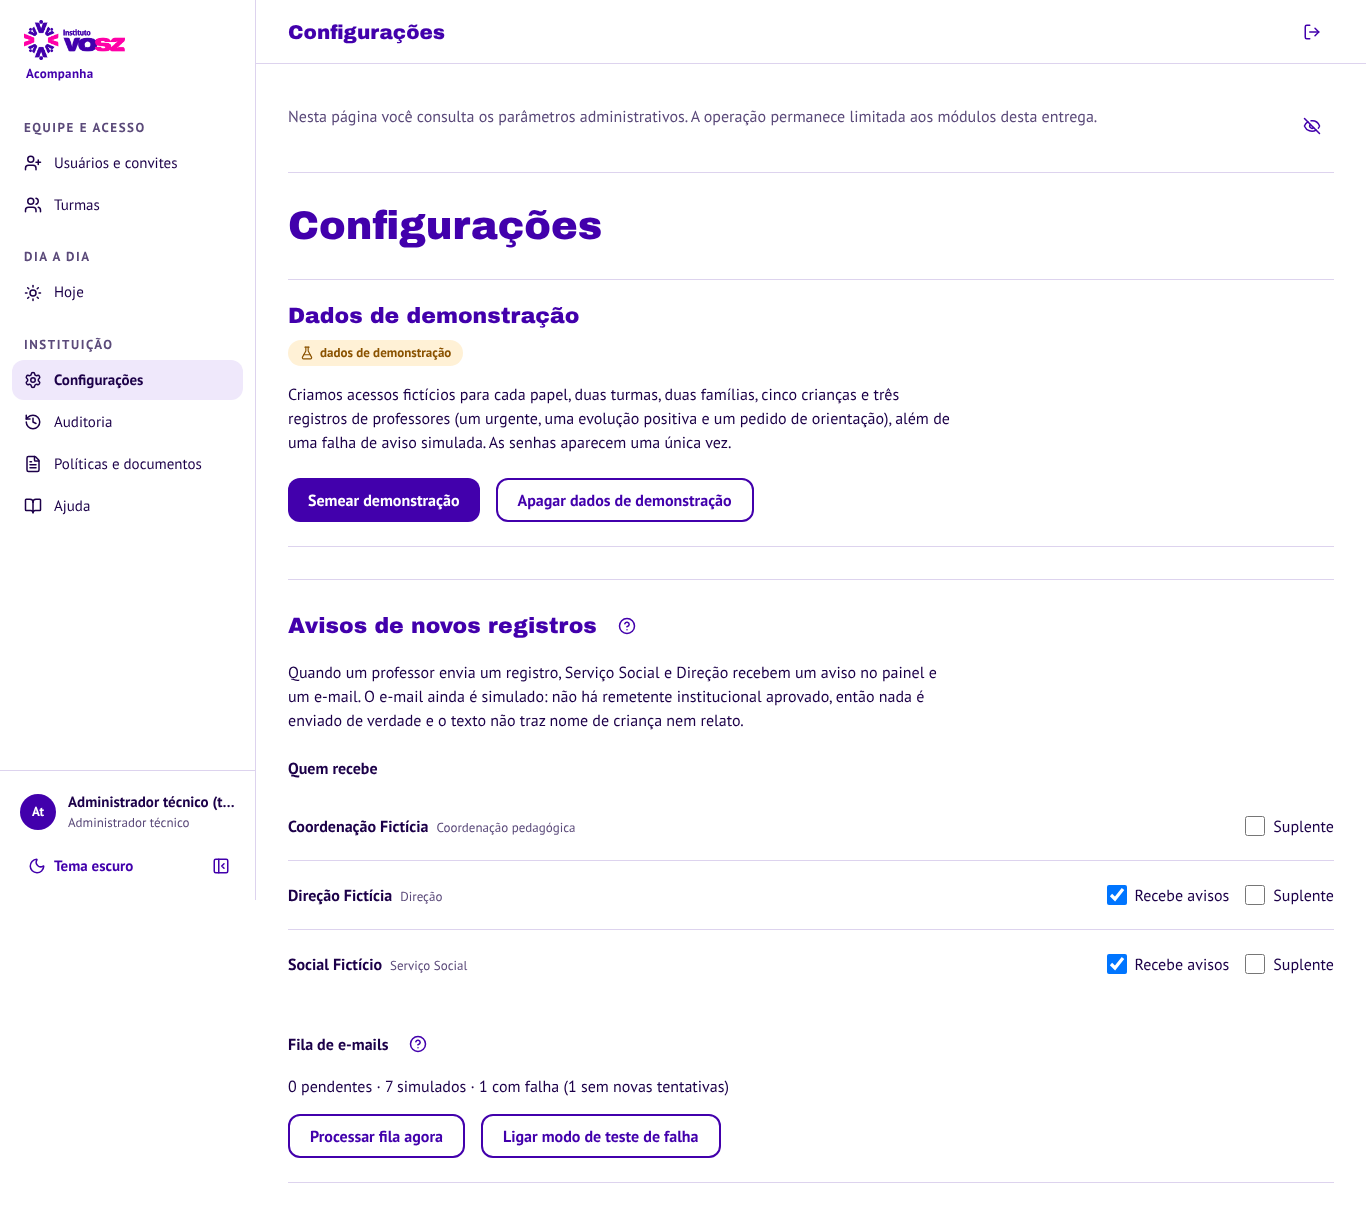 Instituto
VOSZ
Acompanha
EQUIPE E ACESSO
Usuários e convites
Turmas
DIA A DIA
Hoje
INSTITUIÇÃO
Configurações
Auditoria
Políticas e documentos
Ajuda
At
Administrador técnico (t...
Administrador técnico
Tema escuro
Configurações
Nesta página você consulta os parâmetros administrativos. A operação permanece limitada aos módulos desta entrega.
Configurações
Dados de demonstração
dados de demonstração
Criamos acessos fictícios para cada papel, duas turmas, duas famílias, cinco crianças e três
registros de professores (um urgente, uma evolução positiva e um pedido de orientação), além de
uma falha de aviso simulada. As senhas aparecem uma única vez.
Semear demonstração
Apagar dados de demonstração
Avisos de novos registros
Quando um professor envia um registro, Serviço Social e Direção recebem um aviso no painel e
um e-mail. O e-mail ainda é simulado: não há remetente institucional aprovado, então nada é
enviado de verdade e o texto não traz nome de criança nem relato.
Quem recebe
Coordenação Fictícia Coordenação pedagógica
Suplente
Direção Fictícia Direção
Recebe avisos
Suplente
Social Fictício Serviço Social
Recebe avisos
Suplente
Fila de e-mails
0 pendentes · 7 simulados · 1 com falha (1 sem novas tentativas)
Processar fila agora
Ligar modo de teste de falha